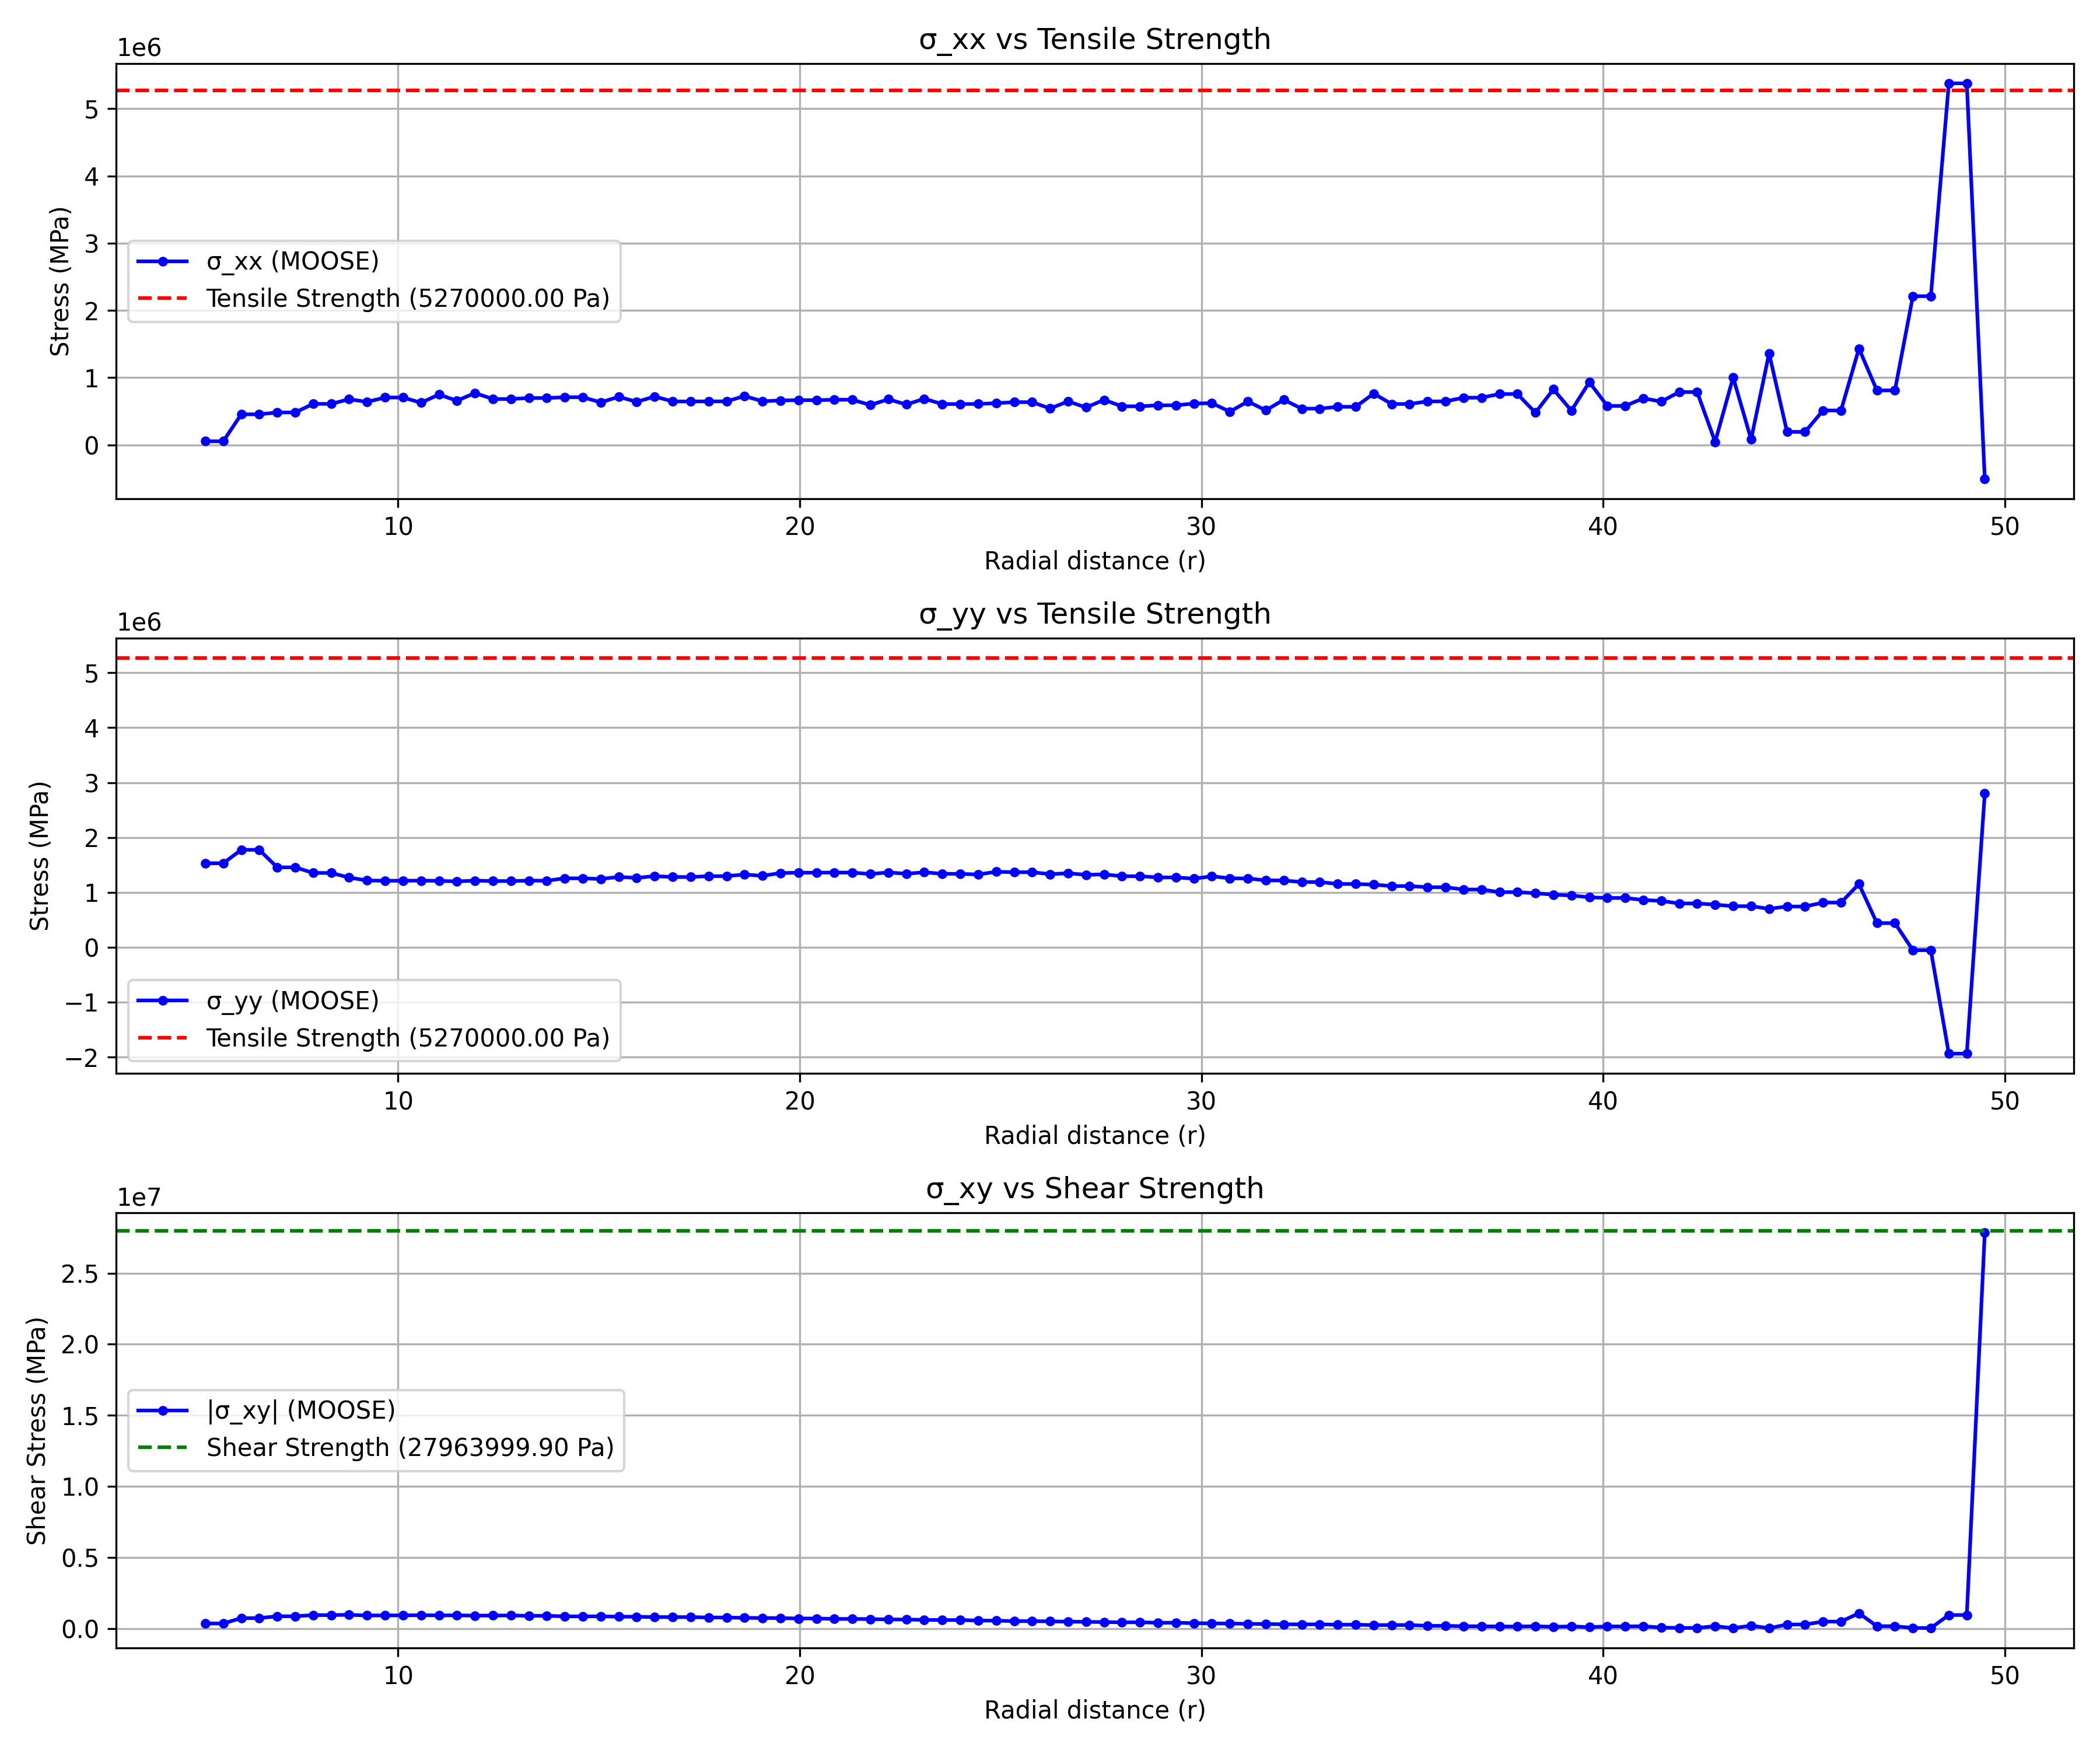 σ_xx vs Tensile Strength
1e6
5
4
3
2
1
0
Stress (MPa)
σ_xx (MOOSE)
Tensile Strength (5270000.00 Pa)
10 20 30 40 50
Radial distance (r)
σ_yy vs Tensile Strength
1e6
5
4
3
2
1
0
−1
−2
Stress (MPa)
σ_yy (MOOSE)
Tensile Strength (5270000.00 Pa)
10 20 30 40 50
Radial distance (r)
σ_xy vs Shear Strength
1e7
2.5
2.0
1.5
1.0
0.5
0.0
Shear Stress (MPa)
|σ_xy| (MOOSE)
Shear Strength (27963999.90 Pa)
10 20 30 40 50
Radial distance (r)